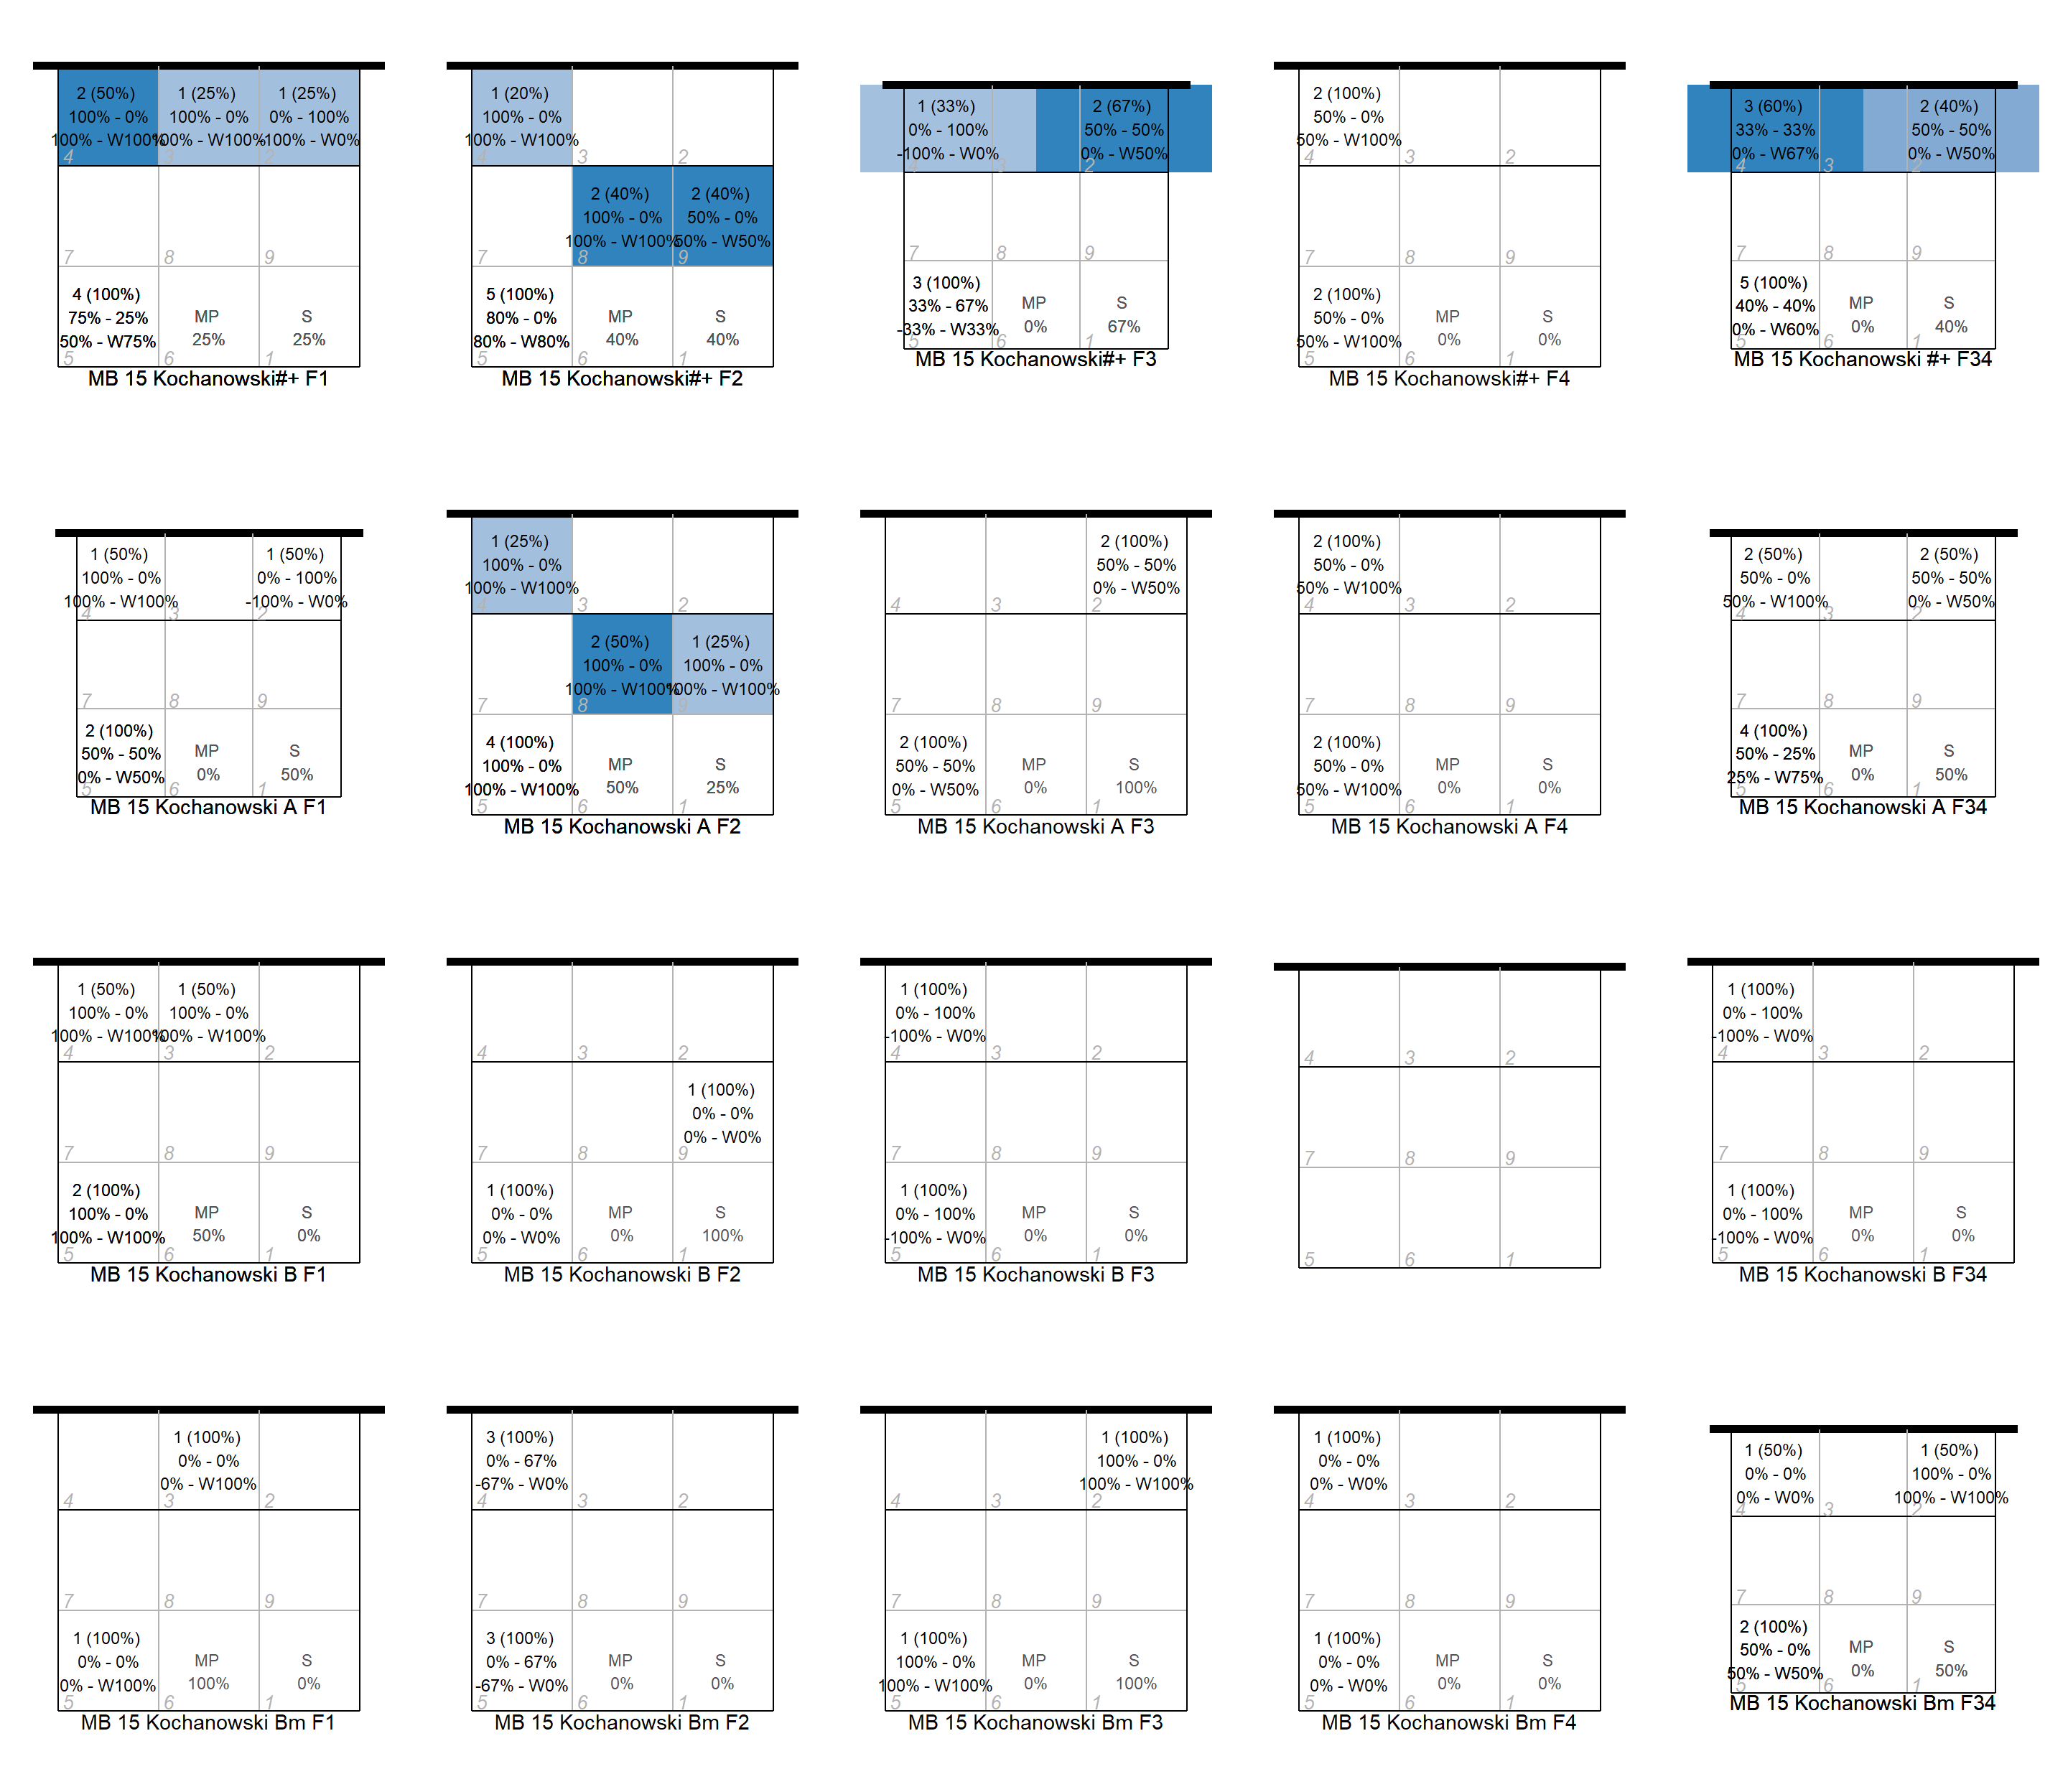 2 (50%) 1 (25%) 1 (25%)
100% - 0% 100% - 0% 0% - 100%
100% - W100% 100% - W100% -100% - W0%
4 3 2
7 8 9
4 (100%)
75% - 25% MP S
50% - W75% 25% 25%
5 6 1
MB 15 Kochanowski#+ F1
1 (20%)
100% - 0%
100% - W100%
4 3 2
2 (40%) 2 (40%)
100% - 0% 50% - 0%
100% - W100% 50% - W50%
7 8 9
5 (100%)
80% - 0% MP S
80% - W80% 40% 40%
5 6 1
MB 15 Kochanowski#+ F2
1 (33%) 2 (67%)
0% - 100% 50% - 50%
-100% - W0% 0% - W50%
4 3 2
7 8 9
3 (100%)
33% - 67% MP S
-33% - W33% 0% 67%
5 6 1
MB 15 Kochanowski#+ F3
2 (100%)
50% - 0%
50% - W100%
4 3 2
7 8 9
2 (100%)
50% - 0% MP S
50% - W100% 0% 0%
5 6 1
MB 15 Kochanowski#+ F4
3 (60%) 2 (40%)
33% - 33% 50% - 50%
0% - W67% 0% - W50%
4 3 2
7 8 9
5 (100%)
40% - 40% MP S
0% - W60% 0% 40%
5 6 1
MB 15 Kochanowski #+ F34
1 (50%) 1 (50%)
100% - 0% 0% - 100%
100% - W100% -100% - W0%
4 3 2
7 8 9
2 (100%)
50% - 50% MP S
0% - W50% 0% 50%
5 6 1
MB 15 Kochanowski A F1
1 (25%)
100% - 0%
100% - W100%
4 3 2
2 (50%) 1 (25%)
100% - 0% 100% - 0%
100% - W100% 100% - W100%
7 8 9
4 (100%)
100% - 0% MP S
100% - W100% 50% 25%
5 6 1
MB 15 Kochanowski A F2
2 (100%)
50% - 50%
0% - W50%
4 3 2
7 8 9
2 (100%)
50% - 50% MP S
0% - W50% 0% 100%
5 6 1
MB 15 Kochanowski A F3
2 (100%)
50% - 0%
50% - W100%
4 3 2
7 8 9
2 (100%)
50% - 0% MP S
50% - W100% 0% 0%
5 6 1
MB 15 Kochanowski A F4
2 (50%) 2 (50%)
50% - 0% 50% - 50%
50% - W100% 0% - W50%
4 3 2
7 8 9
4 (100%)
50% - 25% MP S
25% - W75% 0% 50%
5 6 1
MB 15 Kochanowski A F34
1 (50%) 1 (50%)
100% - 0% 100% - 0%
100% - W100% 100% - W100%
4 3 2
7 8 9
2 (100%)
100% - 0% MP S
100% - W100% 50% 0%
5 6 1
MB 15 Kochanowski B F1
4 3 2
1 (100%)
0% - 0%
0% - W0%
7 8 9
1 (100%)
0% - 0% MP S
0% - W0% 0% 100%
5 6 1
MB 15 Kochanowski B F2
1 (100%)
0% - 100%
-100% - W0%
4 3 2
7 8 9
1 (100%)
0% - 100% MP S
-100% - W0% 0% 0%
5 6 1
MB 15 Kochanowski B F3
4 3 2
7 8 9
5 6 1
1 (100%)
0% - 100%
-100% - W0%
4 3 2
7 8 9
1 (100%)
0% - 100% MP S
-100% - W0% 0% 0%
5 6 1
MB 15 Kochanowski B F34
1 (100%)
0% - 0%
0% - W100%
4 3 2
7 8 9
1 (100%)
0% - 0% MP S
0% - W100% 100% 0%
5 6 1
MB 15 Kochanowski Bm F1
3 (100%)
0% - 67%
-67% - W0%
4 3 2
7 8 9
3 (100%)
0% - 67% MP S
-67% - W0% 0% 0%
5 6 1
MB 15 Kochanowski Bm F2
1 (100%)
100% - 0%
100% - W100%
4 3 2
7 8 9
1 (100%)
100% - 0% MP S
100% - W100% 0% 100%
5 6 1
MB 15 Kochanowski Bm F3
1 (100%)
0% - 0%
0% - W0%
4 3 2
7 8 9
1 (100%)
0% - 0% MP S
0% - W0% 0% 0%
5 6 1
MB 15 Kochanowski Bm F4
1 (50%) 1 (50%)
0% - 0% 100% - 0%
0% - W0% 100% - W100%
4 3 2
7 8 9
2 (100%)
50% - 0% MP S
50% - W50% 0% 50%
5 6 1
MB 15 Kochanowski Bm F34